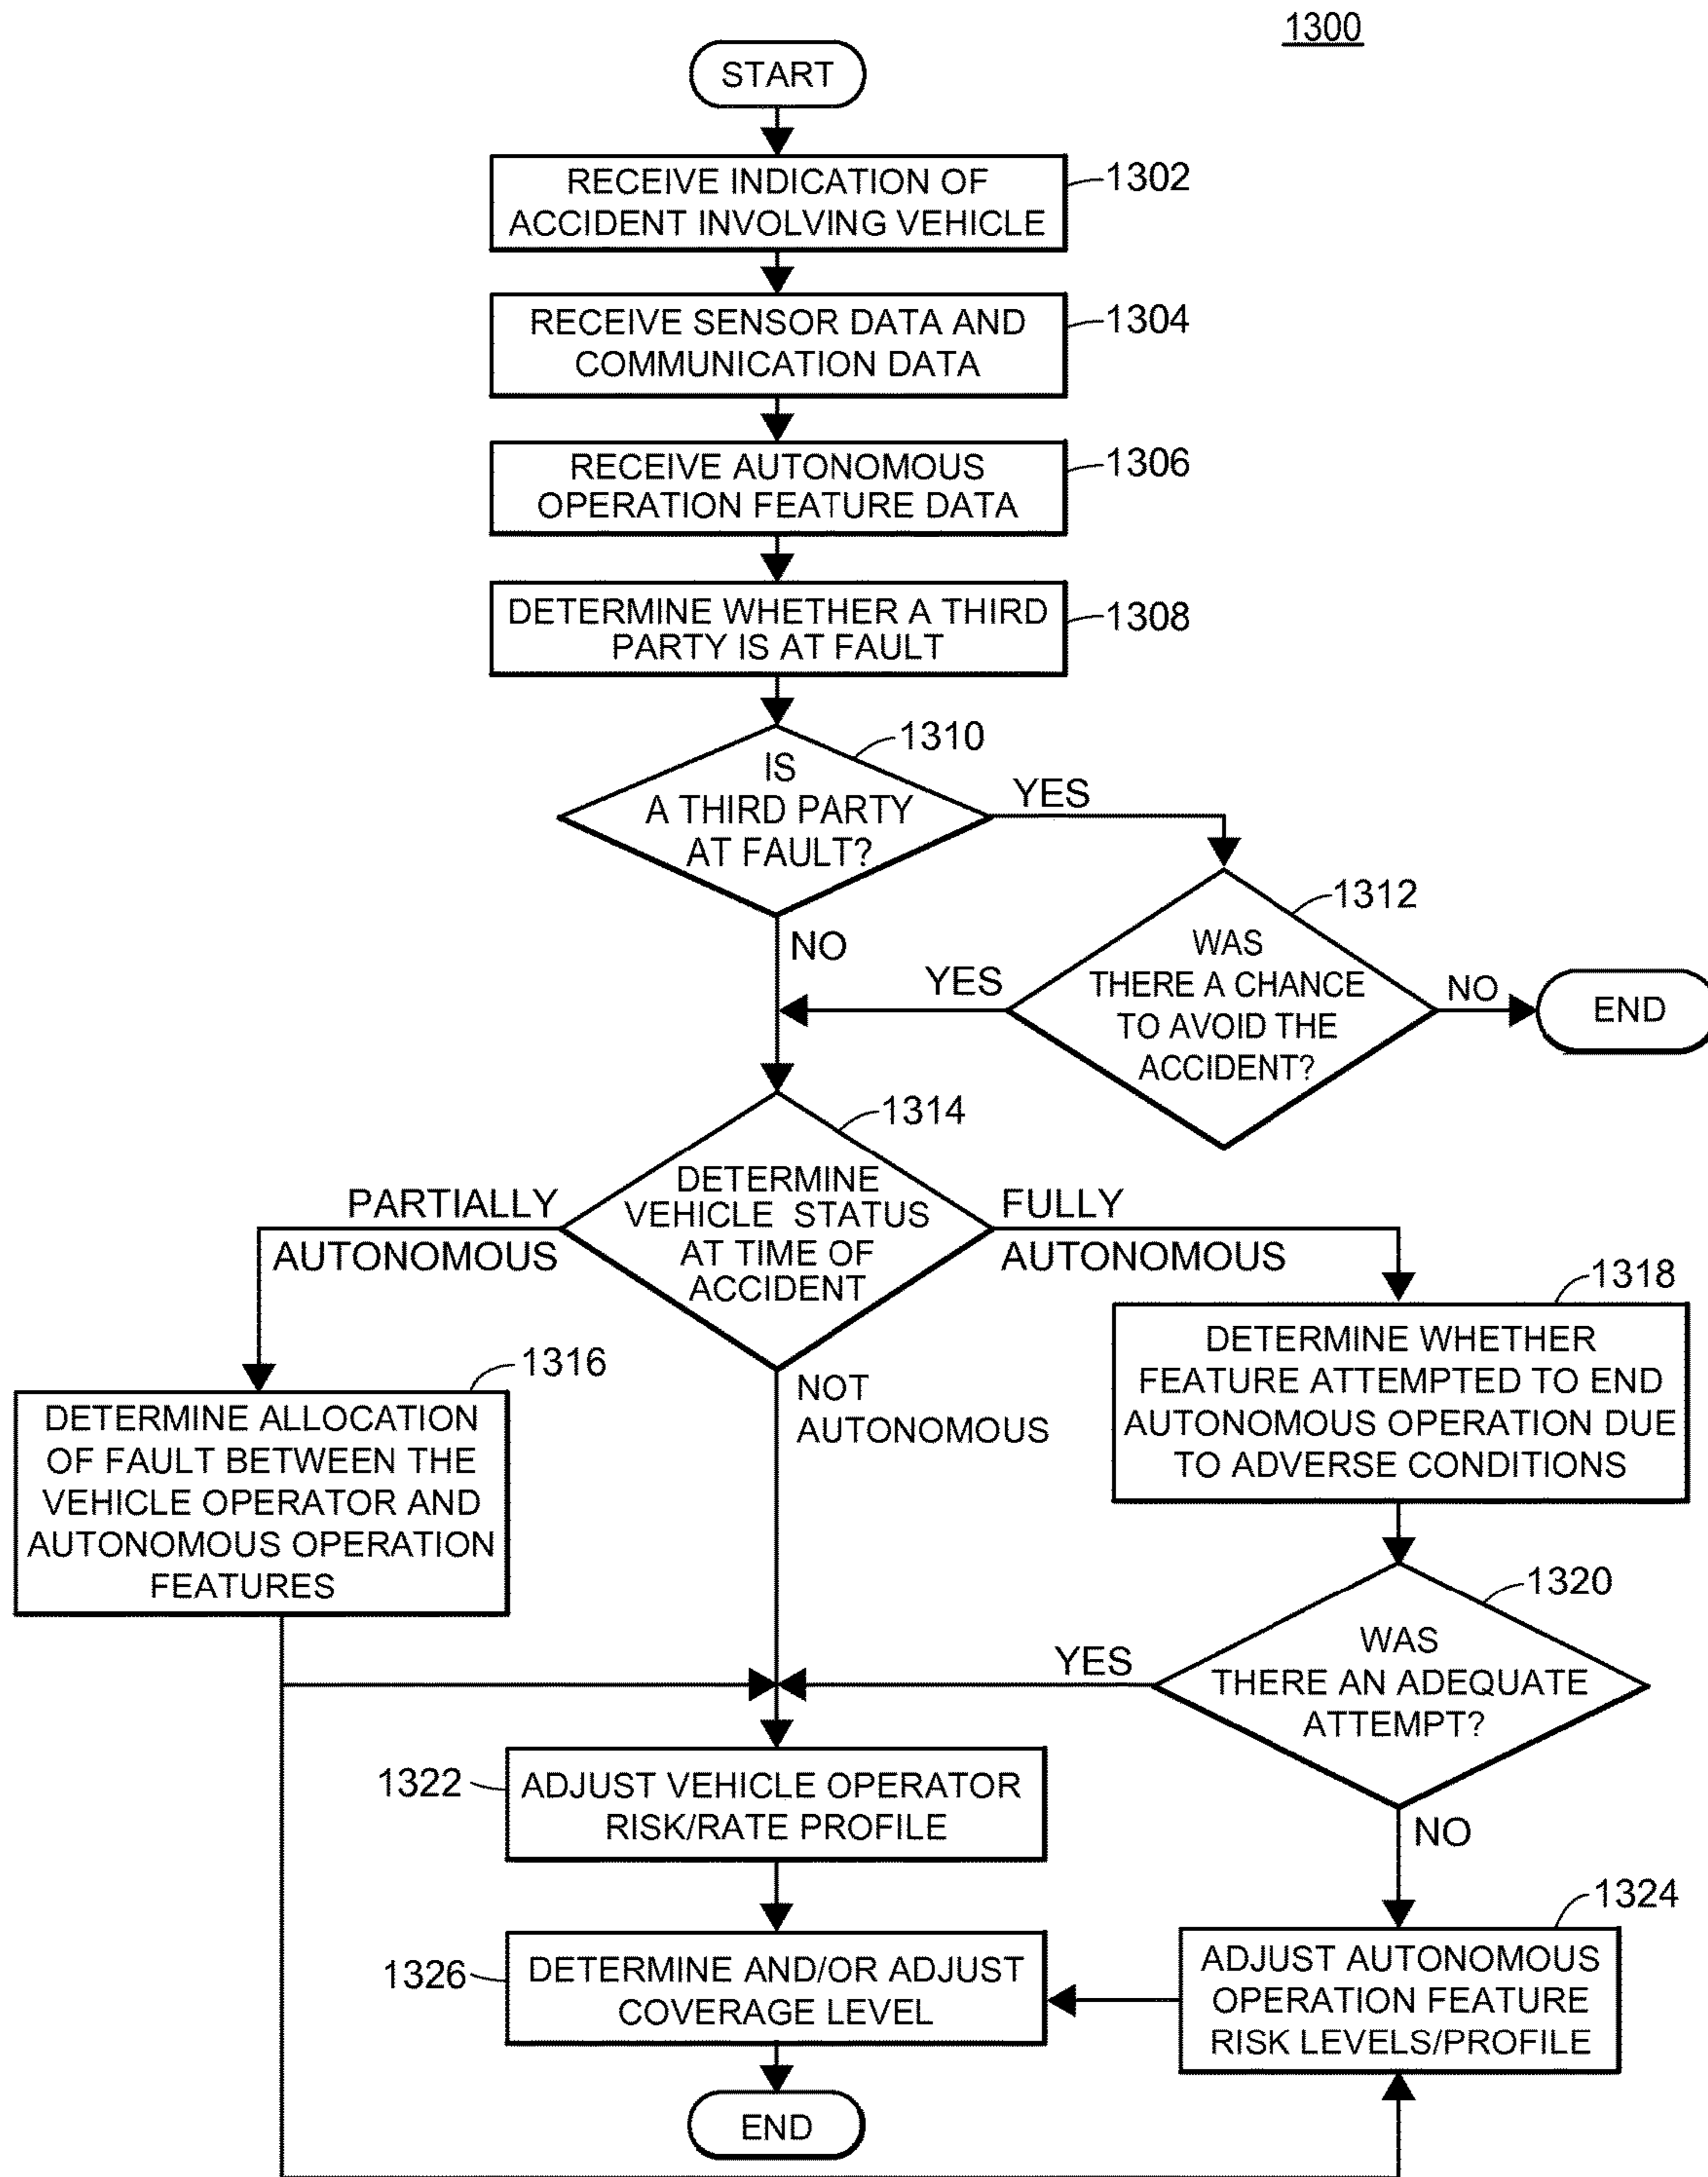 1300
START
RECEIVE INDICATION OF
ACCIDENT INVOLVING VEHICLE
1302
RECEIVE SENSOR DATA AND
COMMUNICATION DATA
1304
RECEIVE AUTONOMOUS
OPERATION FEATURE DATA
1306
DETERMINE WHETHER A THIRD
PARTY IS AT FAULT
1308
1310
IS
A THIRD PARTY
AT FAULT?
YES
NO
1312
WAS
THERE A CHANCE
TO AVOID THE
ACCIDENT?
YES
NO
END
1314
DETERMINE
VEHICLE STATUS
AT TIME OF
ACCIDENT
PARTIALLY
AUTONOMOUS
FULLY
AUTONOMOUS
NOT
AUTONOMOUS
1316
DETERMINE ALLOCATION
OF FAULT BETWEEN THE
VEHICLE OPERATOR AND
AUTONOMOUS OPERATION
FEATURES
1318
DETERMINE WHETHER
FEATURE ATTEMPTED TO END
AUTONOMOUS OPERATION DUE
TO ADVERSE CONDITIONS
1320
WAS
THERE AN ADEQUATE
ATTEMPT?
YES
NO
1322
ADJUST VEHICLE OPERATOR
RISK/RATE PROFILE
1324
ADJUST AUTONOMOUS
OPERATION FEATURE
RISK LEVELS/PROFILE
1326
DETERMINE AND/OR ADJUST
COVERAGE LEVEL
END